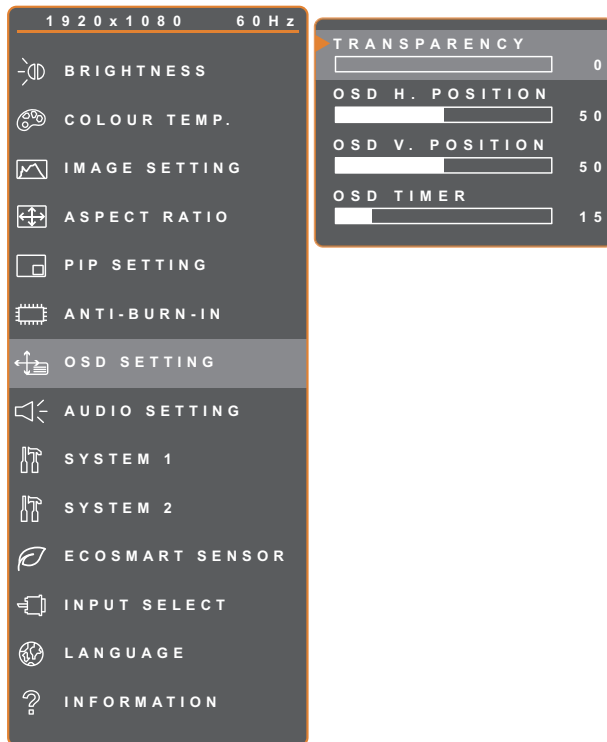 1920x1080 60Hz
BRIGHTNESS
COLOUR TEMP.
IMAGE SETTING
ASPECT RATIO
PIP SETTING
ANTI-BURN-IN
OSD SETTING
AUDIO SETTING
SYSTEM 1
SYSTEM 2
ECOSMART SENSOR
INPUT SELECT
LANGUAGE
INFORMATION
TRANSPARENCY
0
OSD H. POSITION
50
OSD V. POSITION
50
OSD TIMER
15